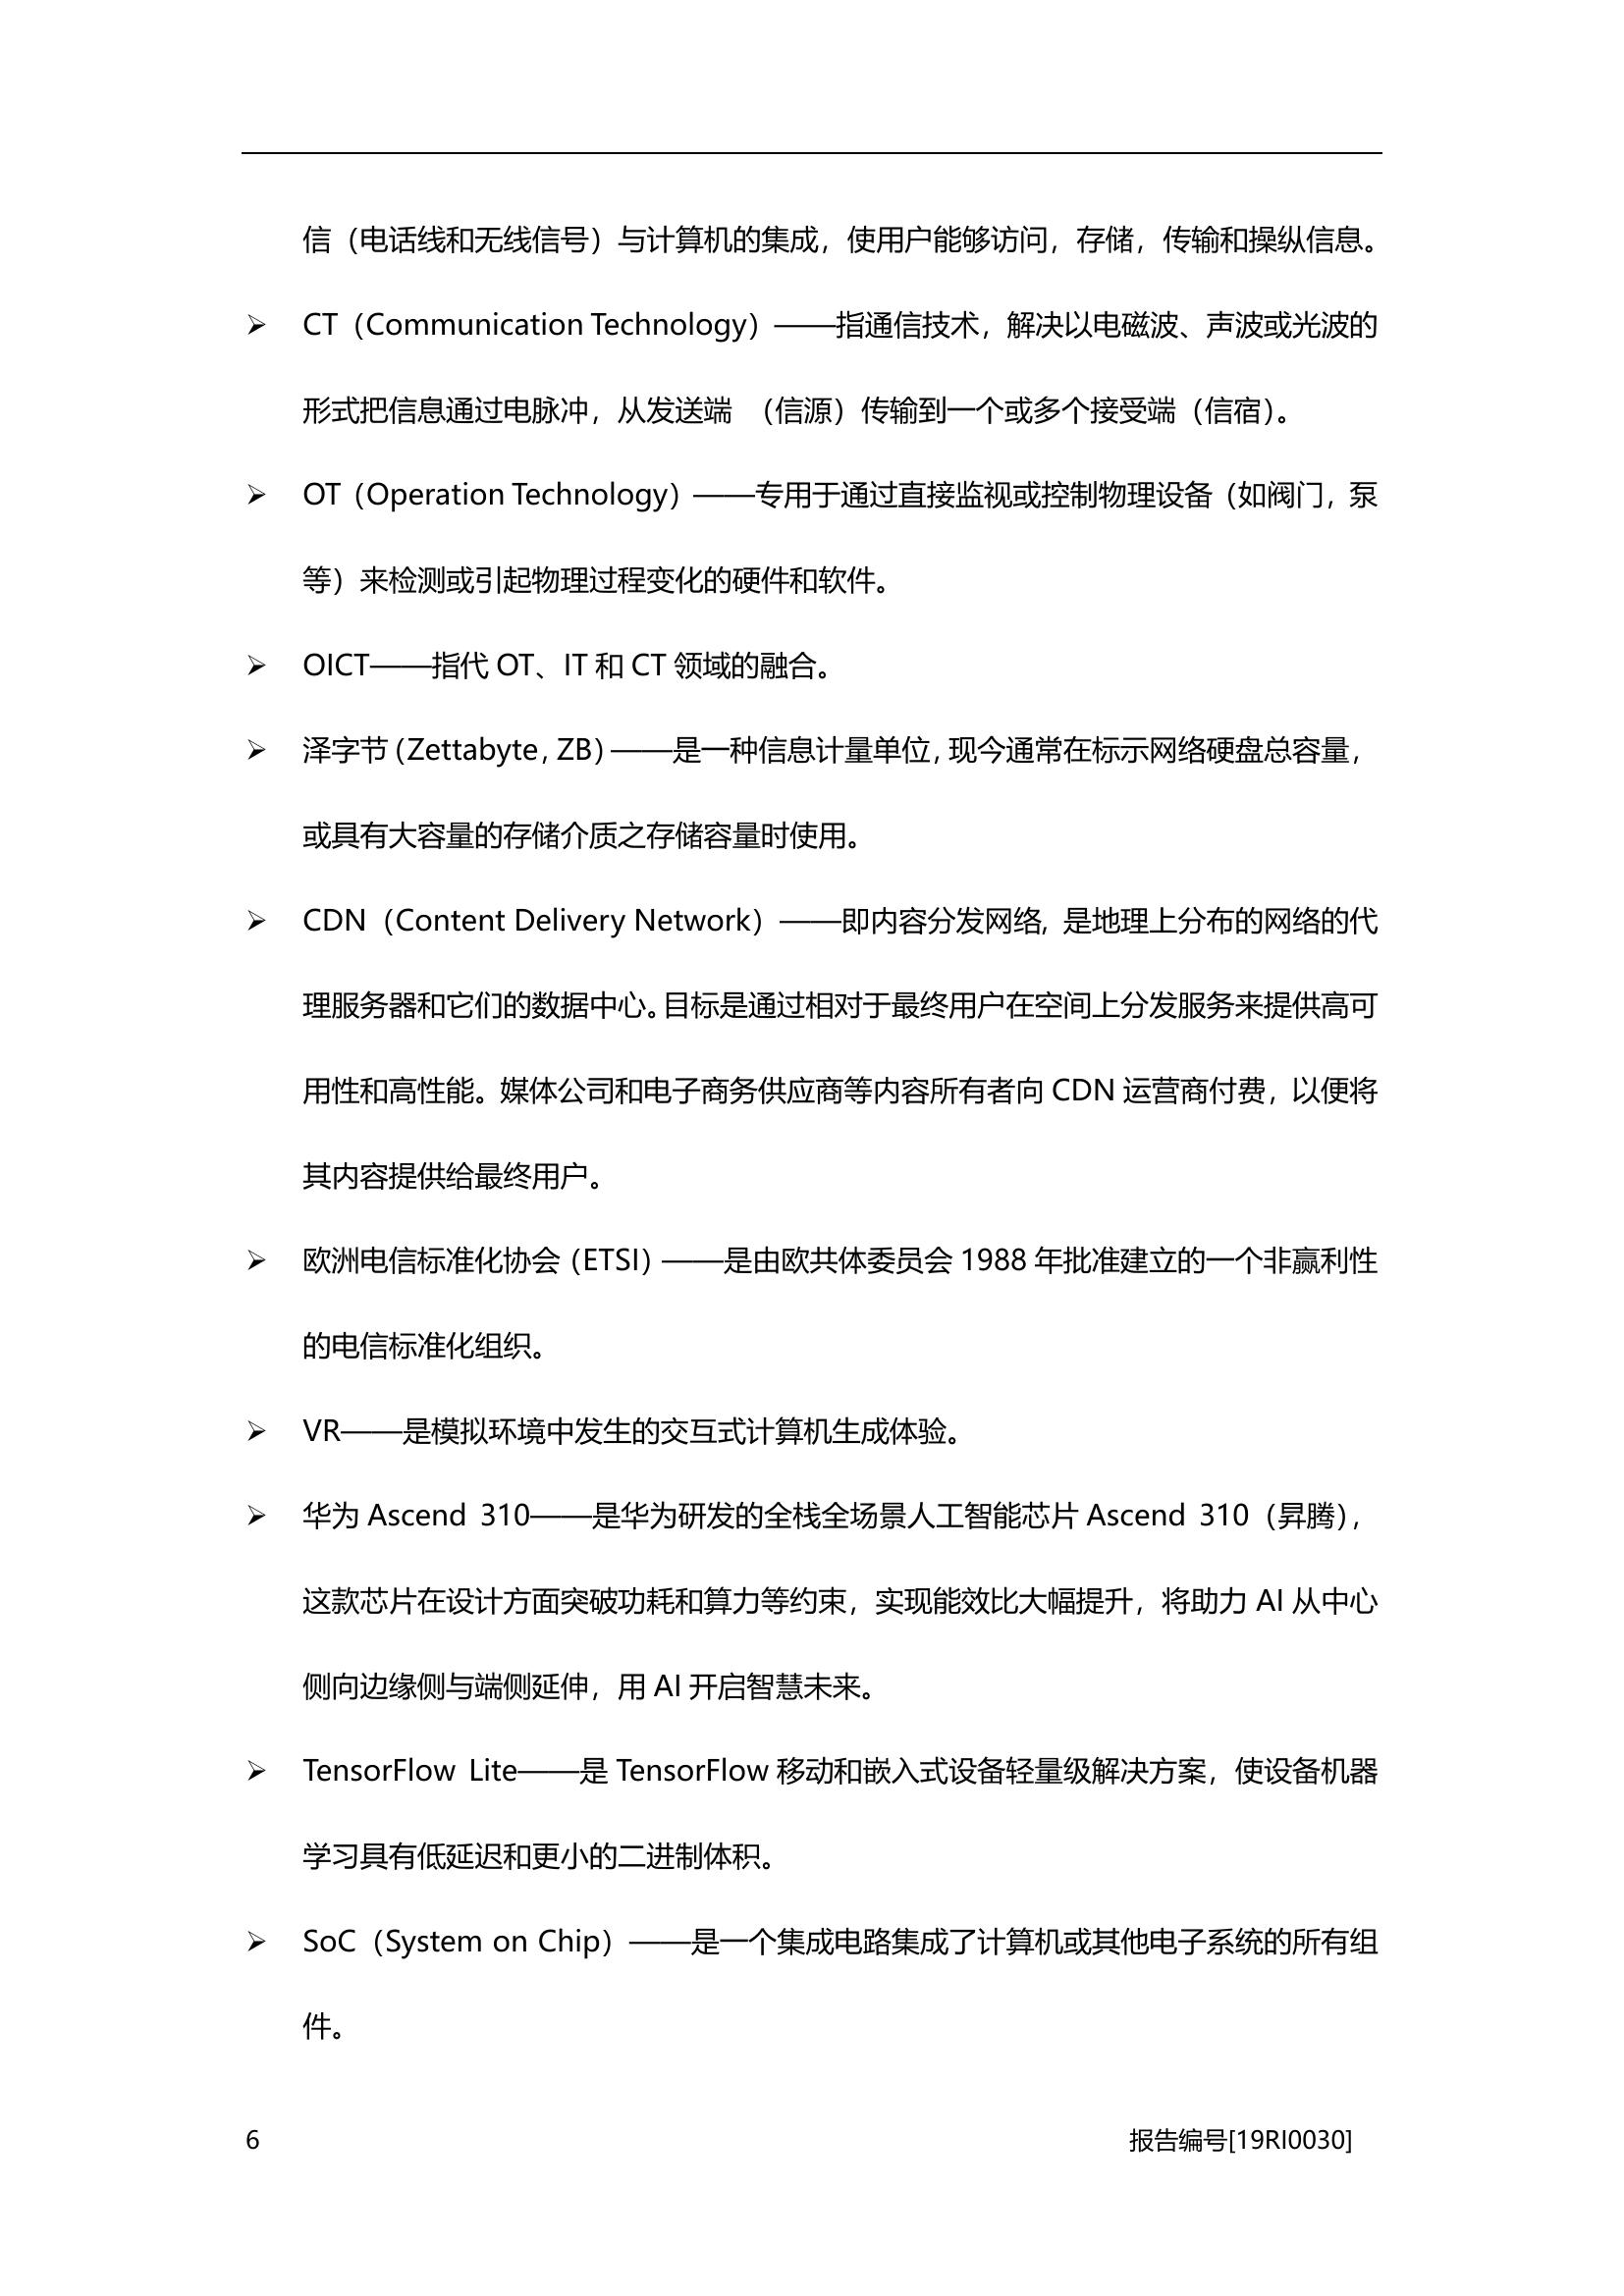 信（电话线和无线信号）与计算机的集成，使用户能够访问，存储，传输和操纵信息。
➢ CT（Communication Technology）——指通信技术，解决以电磁波、声波或光波的
形式把信息通过电脉冲，从发送端 （信源）传输到一个或多个接受端（信宿）。
➢ OT（Operation Technology）——专用于通过直接监视或控制物理设备（如阀门，泵
等）来检测或引起物理过程变化的硬件和软件。
➢ OICT——指代 OT、IT 和 CT 领域的融合。
➢ 泽字节（Zettabyte，ZB）——是一种信息计量单位，现今通常在标示网络硬盘总容量，
或具有大容量的存储介质之存储容量时使用。
➢ CDN（Content Delivery Network）——即内容分发网络，是地理上分布的网络的代
理服务器和它们的数据中心。目标是通过相对于最终用户在空间上分发服务来提供高可
用性和高性能。媒体公司和电子商务供应商等内容所有者向 CDN 运营商付费，以便将
其内容提供给最终用户。
➢ 欧洲电信标准化协会（ETSI）——是由欧共体委员会 1988 年批准建立的一个非赢利性
的电信标准化组织。
➢ VR——是模拟环境中发生的交互式计算机生成体验。
➢ 华为 Ascend 310——是华为研发的全栈全场景人工智能芯片 Ascend 310（昇腾），
这款芯片在设计方面突破功耗和算力等约束，实现能效比大幅提升，将助力 AI 从中心
侧向边缘侧与端侧延伸，用 AI 开启智慧未来。
➢ TensorFlow Lite——是 TensorFlow 移动和嵌入式设备轻量级解决方案，使设备机器
学习具有低延迟和更小的二进制体积。
➢ SoC（System on Chip）——是一个集成电路集成了计算机或其他电子系统的所有组
件。
6 报告编号[19RI0030]